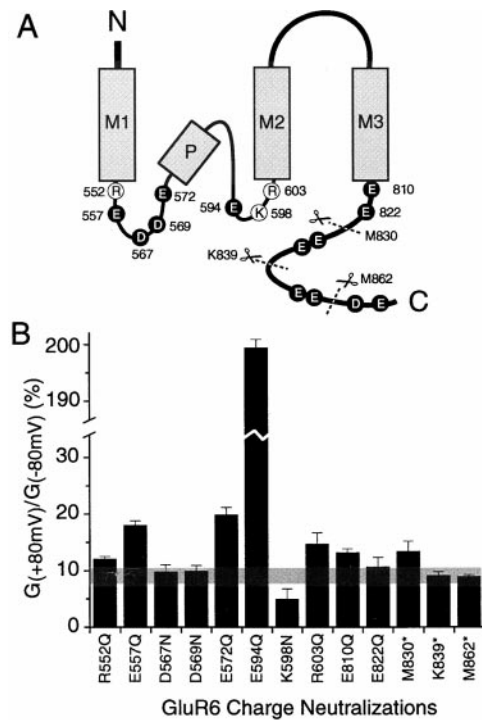 A
N
M1
P
M2
M3
552 R
557 E
D
567
D 569
E 572
594 E
K 598
R 603
E 810
E 822
E E
M830
K839
M862
E E D E
C
B
G(+80mV)/G(-80mV) (%)
200
190
30
20
10
0
R552Q
E557Q
D567N
D569N
E572Q
E594Q
K598N
R603Q
E810Q
E822Q
M830*
K839*
M862*
GluR6 Charge Neutralizations